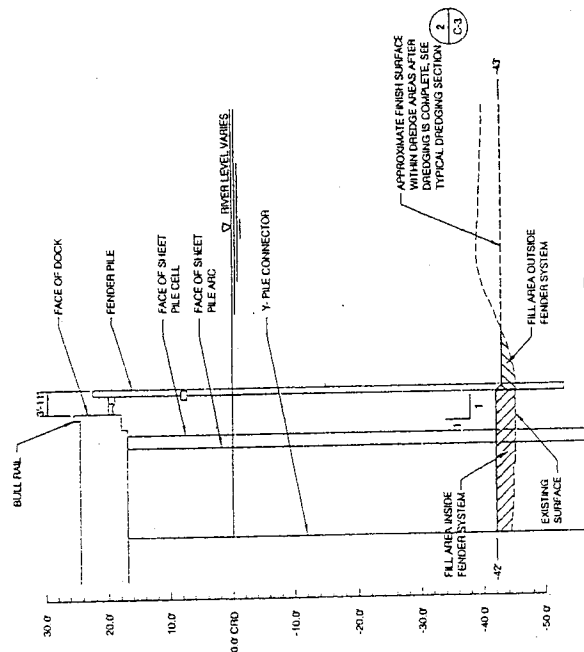 BULL RAIL
FACE OF DOCK
3'-11"
FENDER PILE
FACE OF SHEET
PILE CELL
FACE OF SHEET
PILE ARC
RIVER LEVEL VARIES
Y- PILE CONNECTOR
APPROXIMATE FINISH SURFACE
WITHIN DREDGE AREAS AFTER
DREDGING IS COMPLETE, SEE
TYPICAL DREDGING SECTION
2
C-3
-43'
FILL AREA OUTSIDE
FENDER SYSTEM
1
1
FILL AREA INSIDE
FENDER SYSTEM
-42'
EXISTING
SURFACE
30.0'
20.0'
10.0'
0.0' CRD
-10.0'
-20.0'
-30.0'
-40.0'
-50.0'